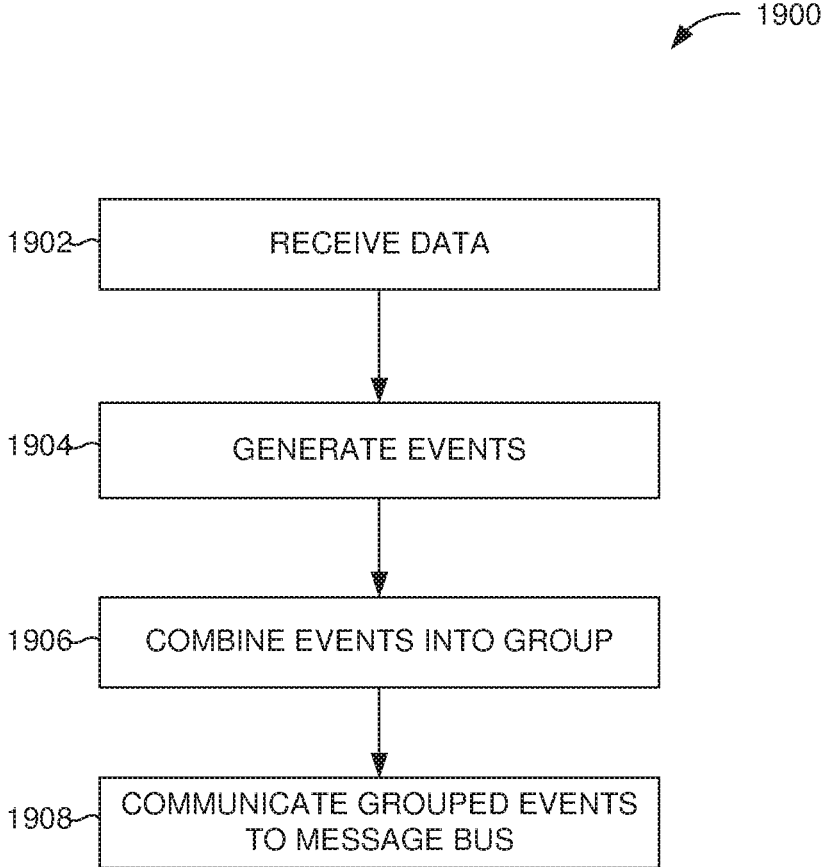 1900
1902
RECEIVE DATA
1904
GENERATE EVENTS
1906
COMBINE EVENTS INTO GROUP
1908
COMMUNICATE GROUPED EVENTS
TO MESSAGE BUS